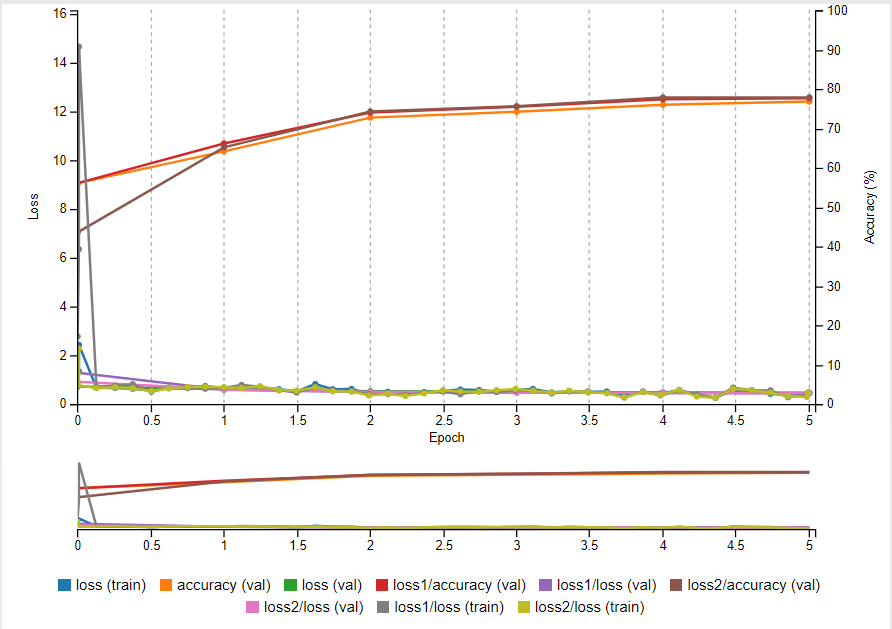 16
14
12
10
8
6
4
2
0
Loss
100
90
80
70
60
50
40
30
20
10
0
Accuracy (%)
0 0.5 1 1.5 2 2.5 3 3.5 4 4.5 5
Epoch
0 0.5 1 1.5 2 2.5 3 3.5 4 4.5 5
loss (train) accuracy (val) loss (val) loss1/accuracy (val) loss1/loss (val) loss2/accuracy (val)
loss2/loss (val) loss1/loss (train) loss2/loss (train)